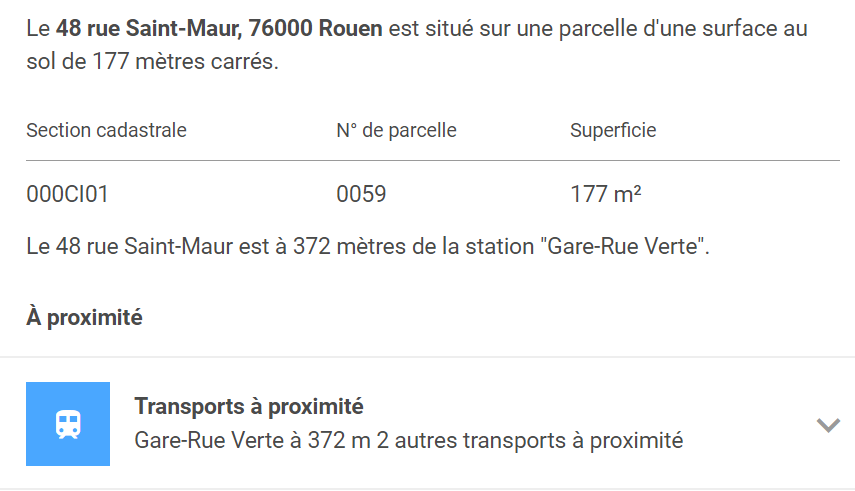 Le 48 rue Saint-Maur, 76000 Rouen est situé sur une parcelle d'une surface au
sol de 177 mètres carrés.
Section cadastrale N° de parcelle Superficie
000CI01 0059 177 m²
Le 48 rue Saint-Maur est à 372 mètres de la station "Gare-Rue Verte".
À proximité
Transports à proximité
Gare-Rue Verte à 372 m 2 autres transports à proximité